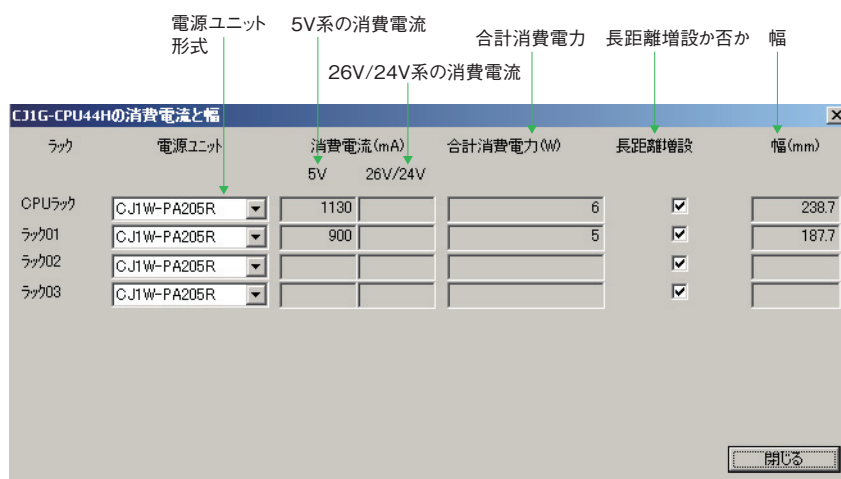 電源ユニット
形式
5V系の消費電流
合計消費電力
長距離増設か否か
幅
26V/24V系の消費電流
CJ1G-CPU44Hの消費電流と幅
ラック
電源ユニット
消費電流(mA)
合計消費電力(W)
長距離増設
幅(mm)
5V
26V/24V
CPUラック CJ1W-PA205R 1130 6 238.7
ラック01 CJ1W-PA205R 900 5 187.7
ラック02 CJ1W-PA205R
ラック03 CJ1W-PA205R
閉じる